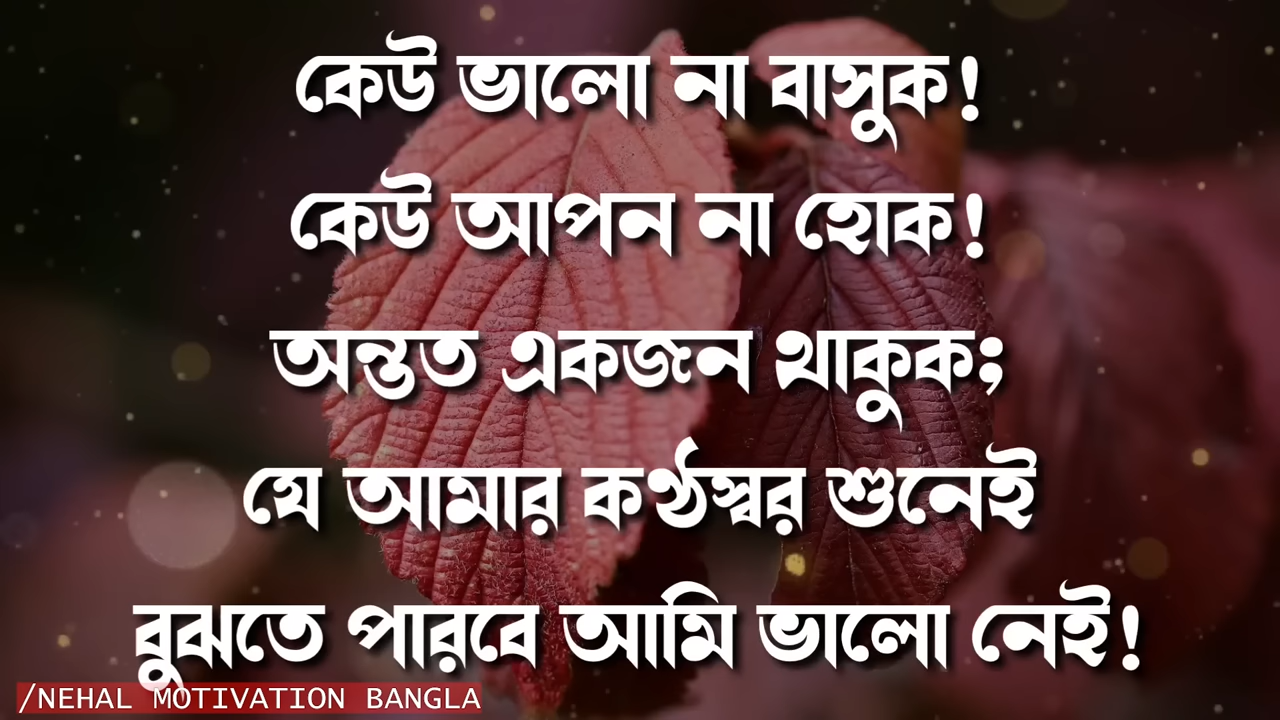 কেউ ভালো না বাসুক!
কেউ আপন না হোক!
অন্তত একজন থাকুক;
যে আমার কণ্ঠস্বর শুনেই
বুঝতে পারবে আমি ভালো নেই!
/NEHAL MOTIVATION BANGLA